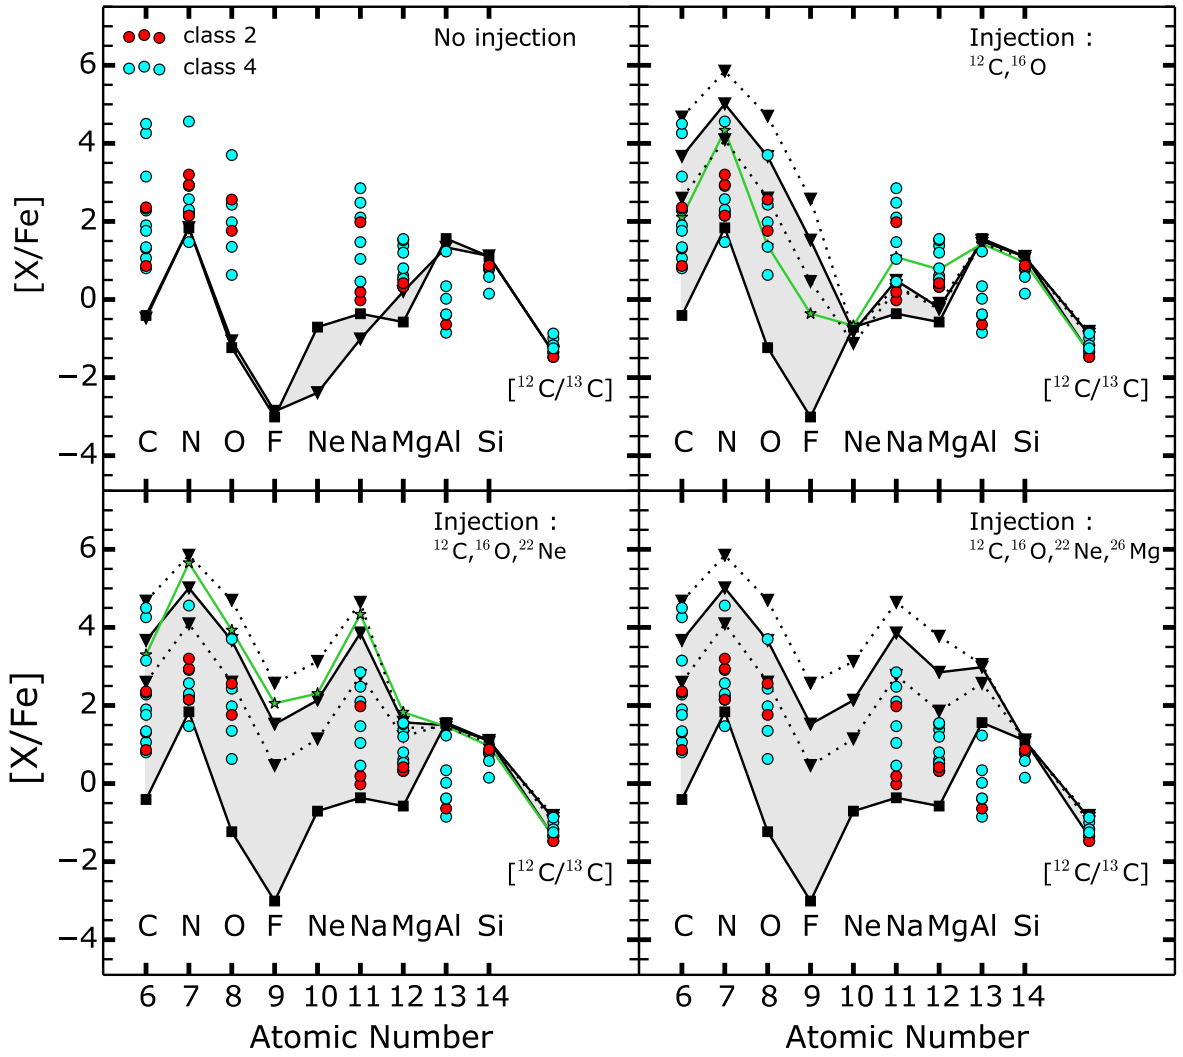 class 2
class 4
No injection
Injection :
¹²C,¹⁶O
[X/Fe]
6
4
2
0
−2
−4
[¹²C/¹³C]
[¹²C/¹³C]
C N O F Ne Na Mg Al Si
C N O F Ne Na Mg Al Si
Injection :
¹²C,¹⁶O,²²Ne
Injection :
¹²C,¹⁶O,²²Ne,²⁶Mg
[X/Fe]
6
4
2
0
−2
−4
[¹²C/¹³C]
[¹²C/¹³C]
C N O F Ne Na Mg Al Si
C N O F Ne Na Mg Al Si
6 7 8 9 10 11 12 13 14
6 7 8 9 10 11 12 13 14
Atomic Number
Atomic Number